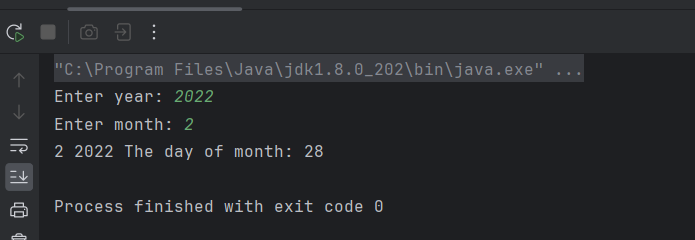 "C:\Program Files\Java\jdk1.8.0_202\bin\java.exe" ...
Enter year: 2022
Enter month: 2
2 2022 The day of month: 28
Process finished with exit code 0